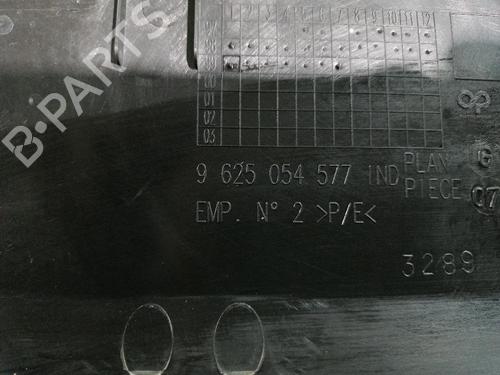 1 2 3 4 5 6 7 8 9 10 11 12
01
02
03
9 625 054 577 IND PLAN G
PIECE 07
EMP. N° 2 >P/E<
3289
B-PARTS